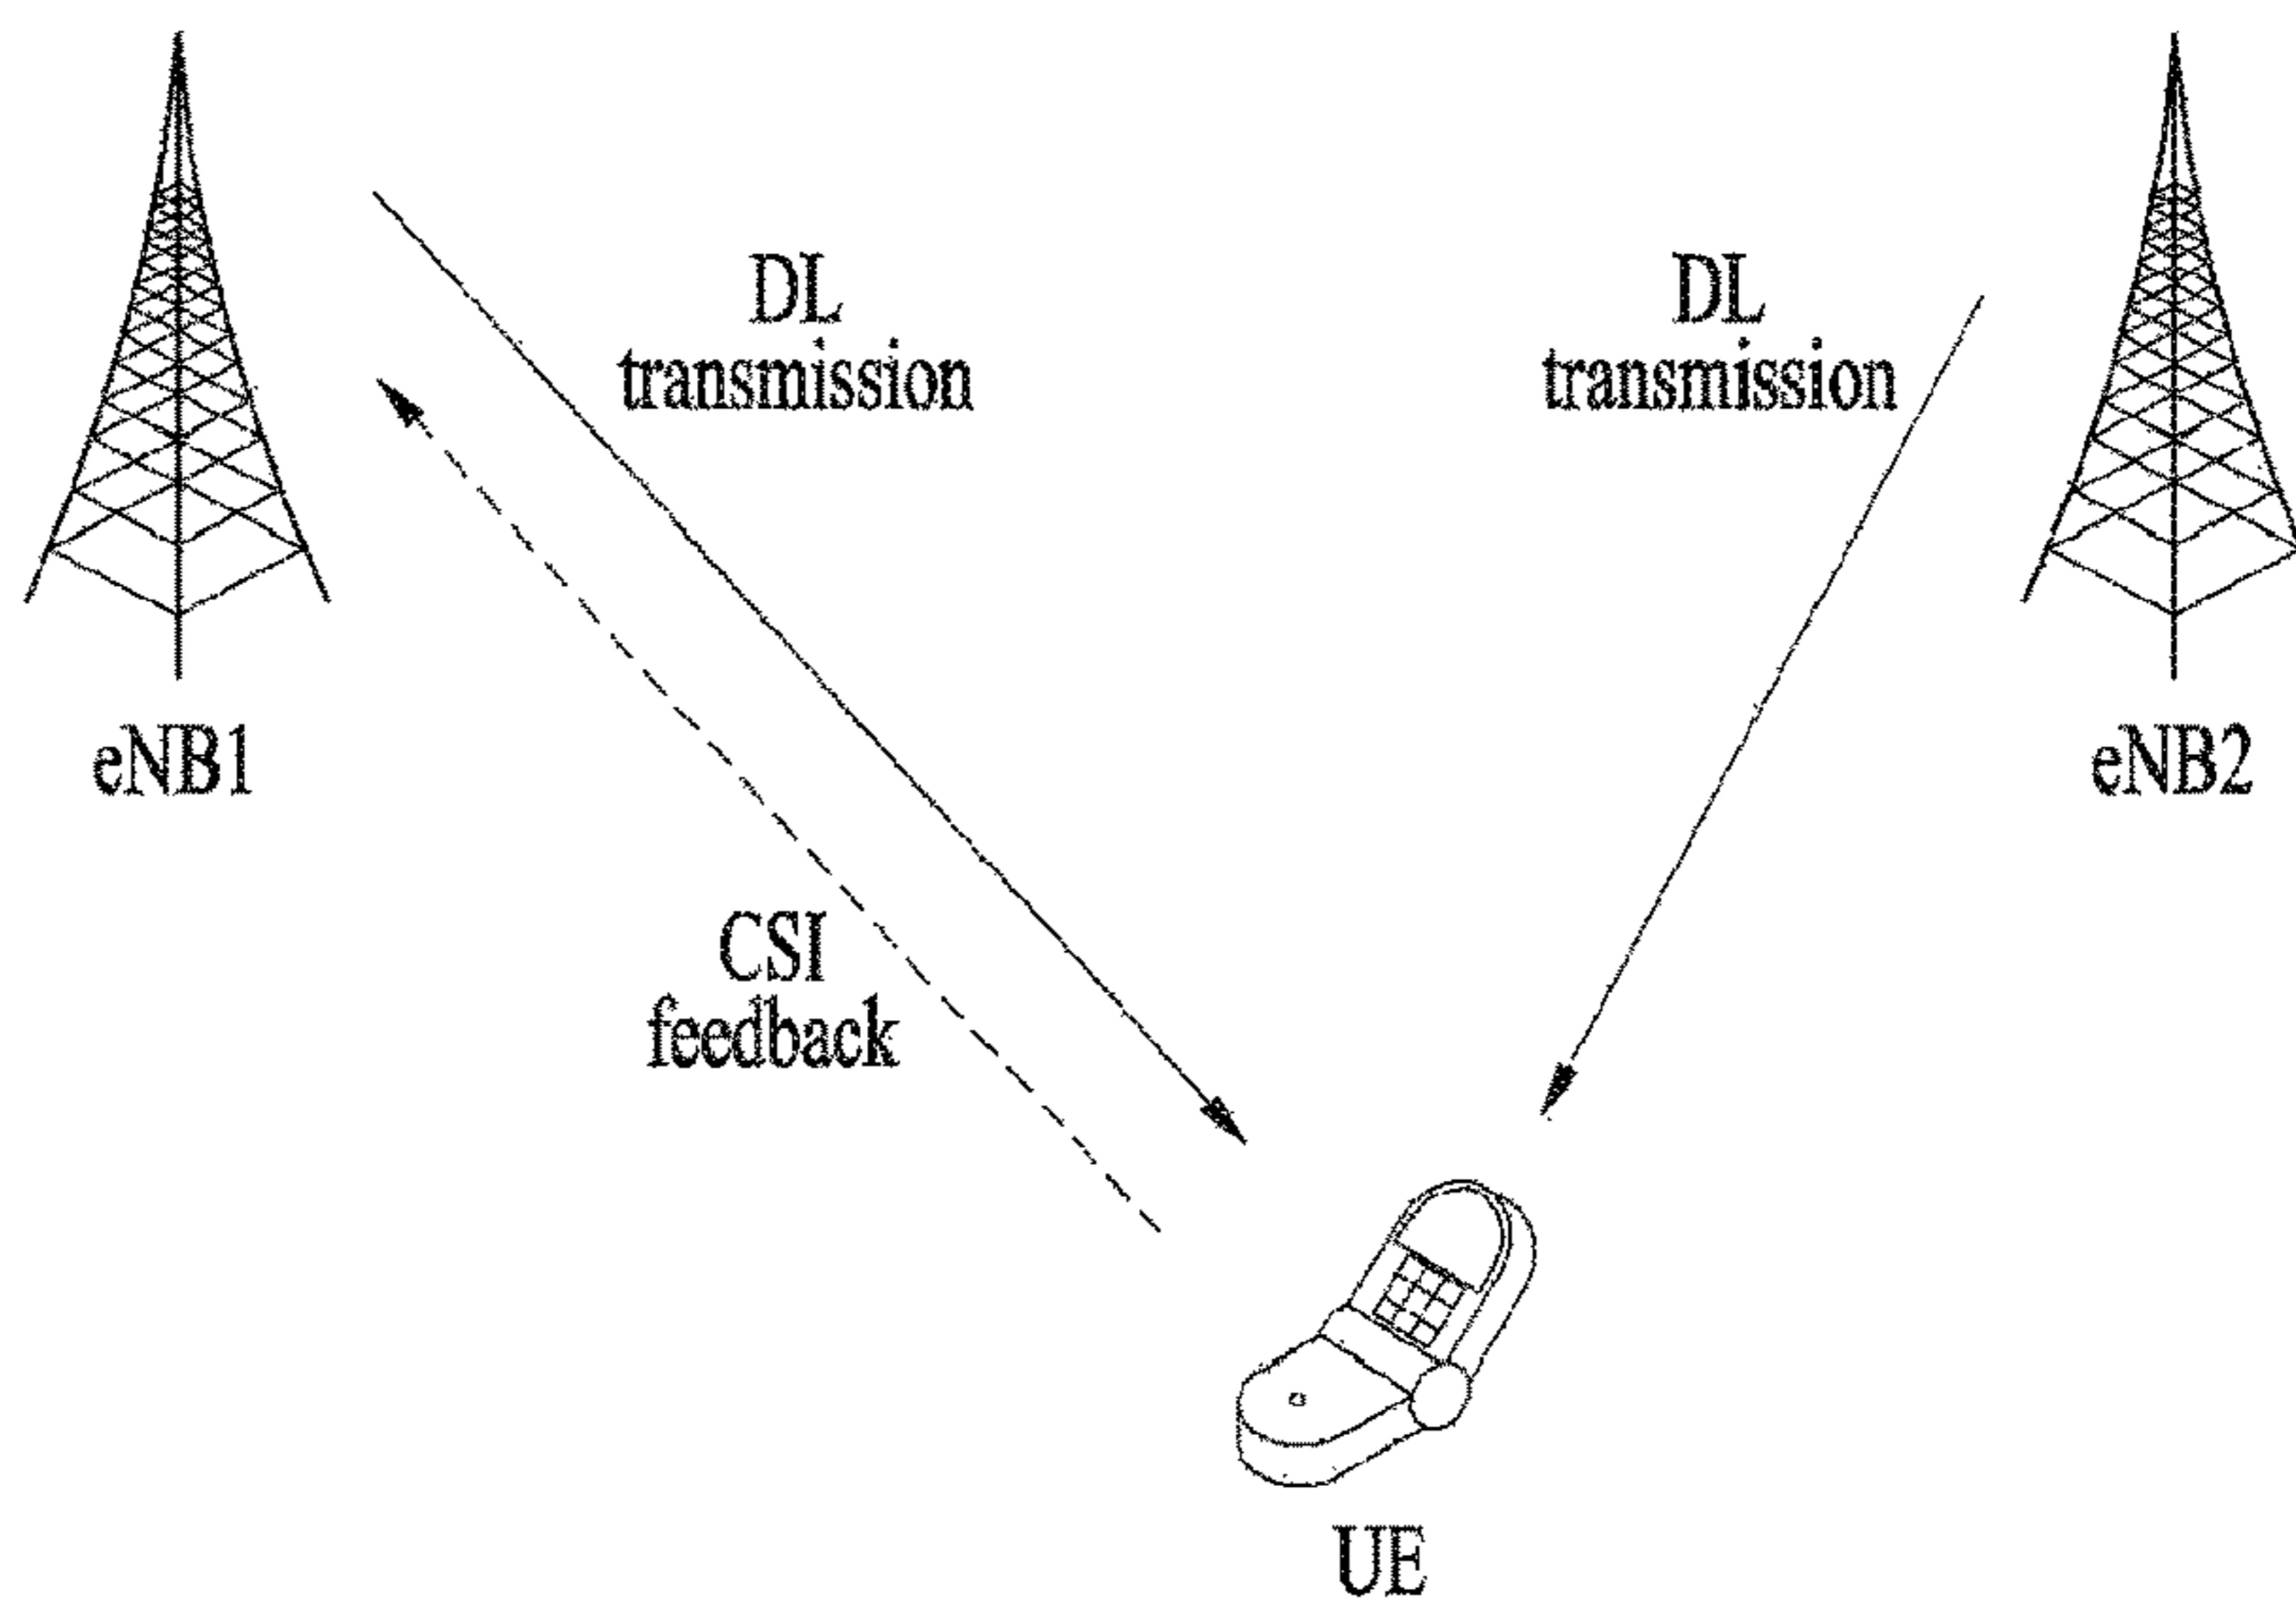 DL
transmission
DL
transmission
eNB1
eNB2
CSI
feedback
UE